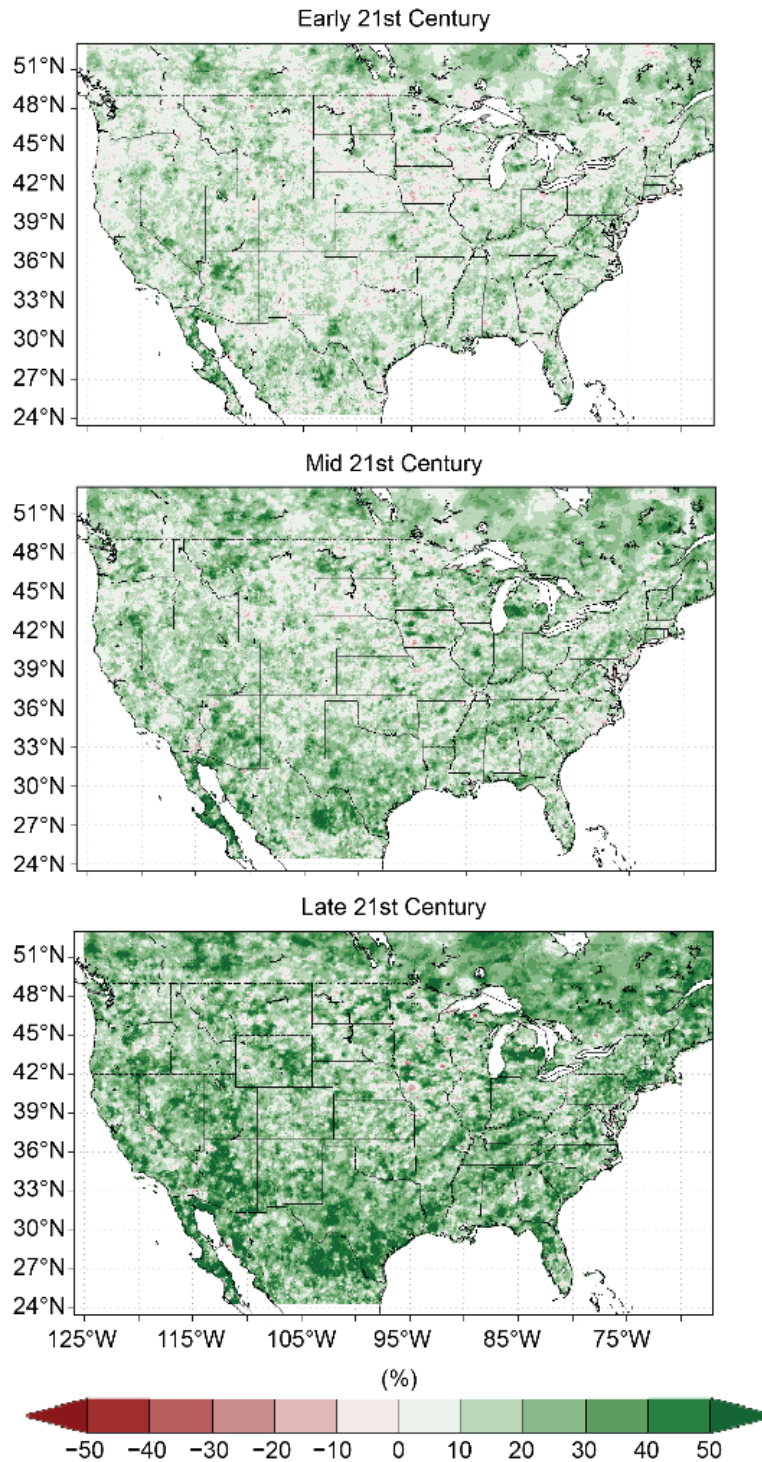 Early 21st Century
51°N
48°N
45°N
42°N
39°N
36°N
33°N
30°N
27°N
24°N
Mid 21st Century
51°N
48°N
45°N
42°N
39°N
36°N
33°N
30°N
27°N
24°N
Late 21st Century
51°N
48°N
45°N
42°N
39°N
36°N
33°N
30°N
27°N
24°N
125°W 115°W 105°W 95°W 85°W 75°W
(%)
−50 −40 −30 −20 −10 0 10 20 30 40 50